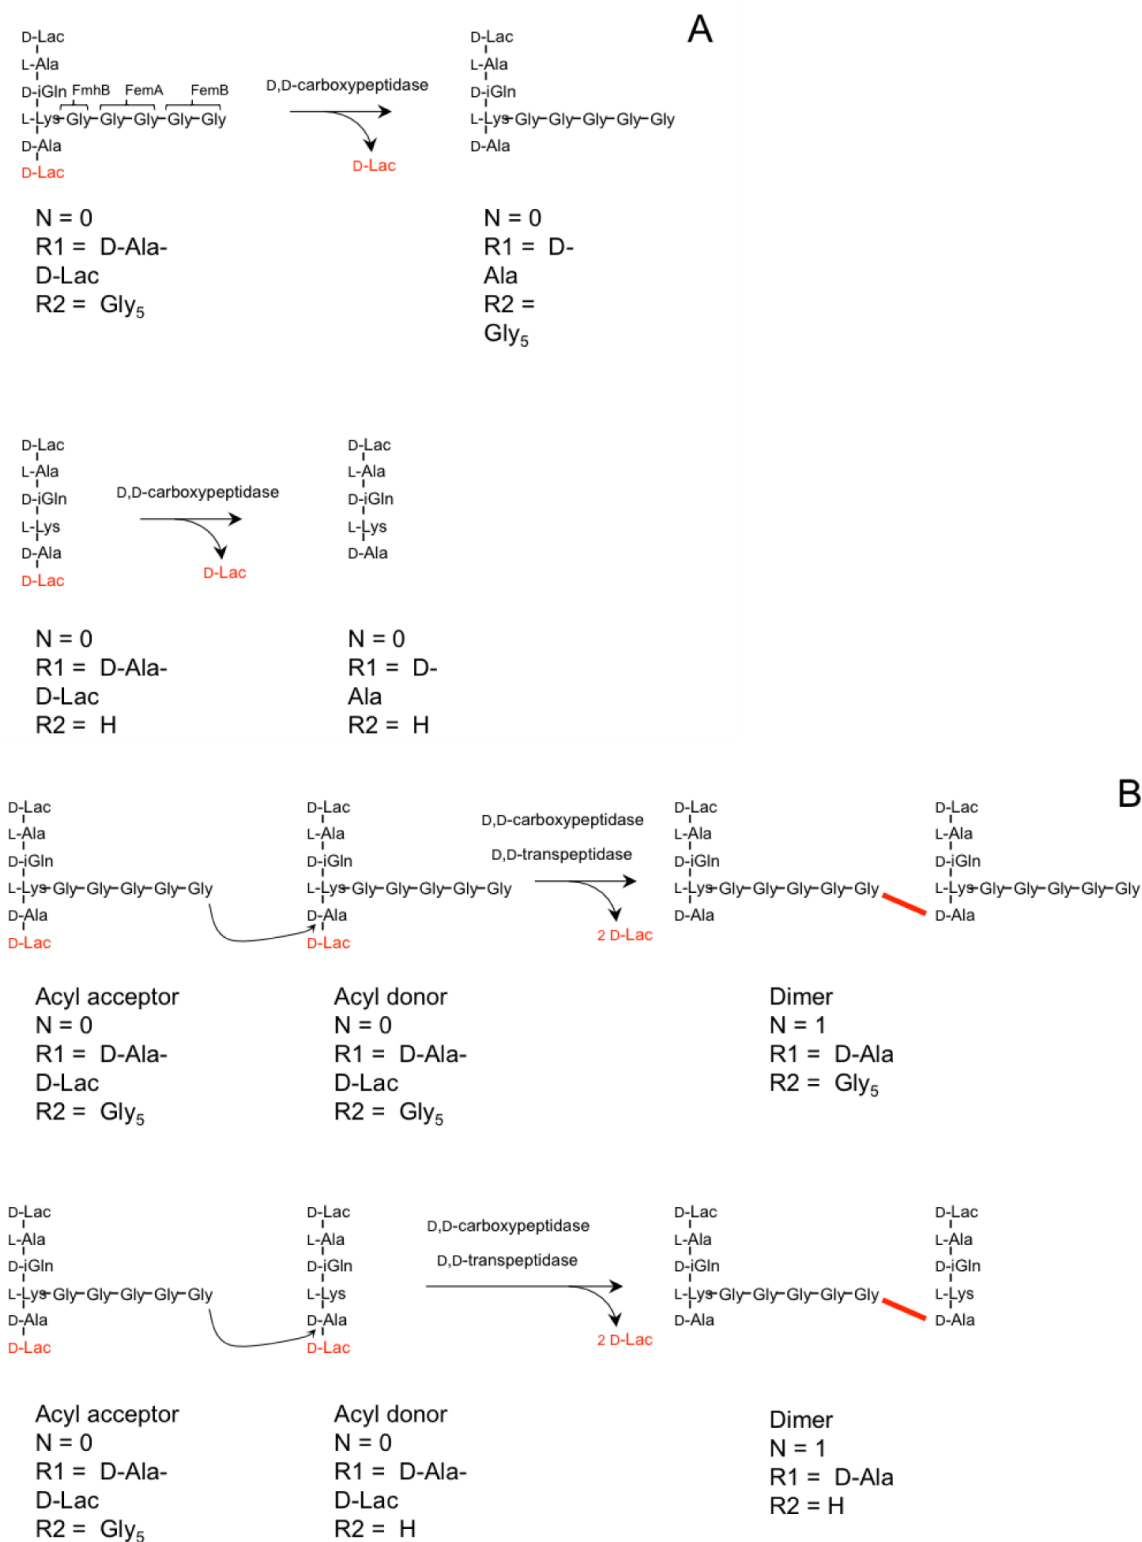 A
D-Lac D-Lac
L-Ala L-Ala
D-iGln FmhB FemA FemB D,D-carboxypeptidase D-iGln
L-Lys-Gly-Gly-Gly-Gly-Gly L-Lys-Gly-Gly-Gly-Gly-Gly
D-Ala D-Ala
D-Lac D-Lac
N = 0 N = 0
R1 = D-Ala- R1 = D-
D-Lac Ala
R2 = Gly5 R2 =
Gly5
D-Lac D-Lac
L-Ala L-Ala
D-iGln D,D-carboxypeptidase D-iGln
L-Lys L-Lys
D-Ala D-Ala
D-Lac D-Lac
N = 0 N = 0
R1 = D-Ala- R1 = D-
D-Lac Ala
R2 = H R2 = H
B
D-Lac D-Lac D,D-carboxypeptidase D-Lac D-Lac
L-Ala L-Ala L-Ala L-Ala
D-iGln D-iGln D,D-transpeptidase D-iGln D-iGln
L-Lys-Gly-Gly-Gly-Gly-Gly L-Lys-Gly-Gly-Gly-Gly-Gly L-Lys-Gly-Gly-Gly-Gly-Gly L-Lys-Gly-Gly-Gly-Gly-Gly
D-Ala D-Ala D-Ala D-Ala
D-Lac D-Lac 2 D-Lac
Acyl acceptor Acyl donor Dimer
N = 0 N = 0 N = 1
R1 = D-Ala- R1 = D-Ala- R1 = D-Ala
D-Lac D-Lac R2 = Gly5
R2 = Gly5 R2 = Gly5
D-Lac D-Lac D,D-carboxypeptidase D-Lac D-Lac
L-Ala L-Ala L-Ala L-Ala
D-iGln D-iGln D,D-transpeptidase D-iGln D-iGln
L-Lys-Gly-Gly-Gly-Gly-Gly L-Lys L-Lys-Gly-Gly-Gly-Gly-Gly L-Lys
D-Ala D-Ala D-Ala D-Ala
D-Lac D-Lac 2 D-Lac
Acyl acceptor Acyl donor Dimer
N = 0 N = 0 N = 1
R1 = D-Ala- R1 = D-Ala- R1 = D-Ala
D-Lac D-Lac R2 = H
R2 = Gly5 R2 = H